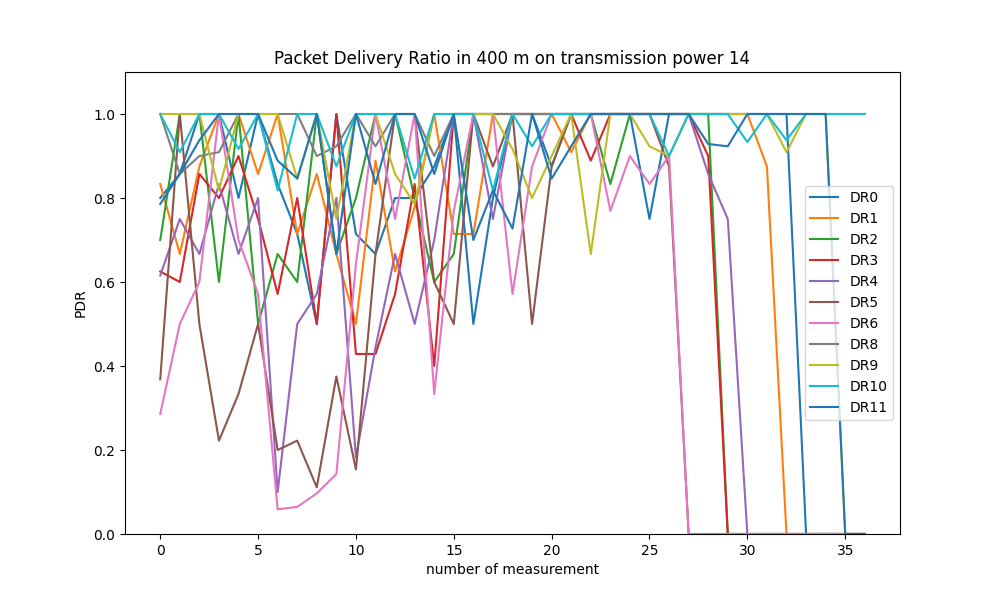 Packet Delivery Ratio in 400 m on transmission power 14
1.0
0.8
0.6
0.4
0.2
0.0
PDR
0 5 10 15 20 25 30 35
number of measurement
DR0
DR1
DR2
DR3
DR4
DR5
DR6
DR8
DR9
DR10
DR11